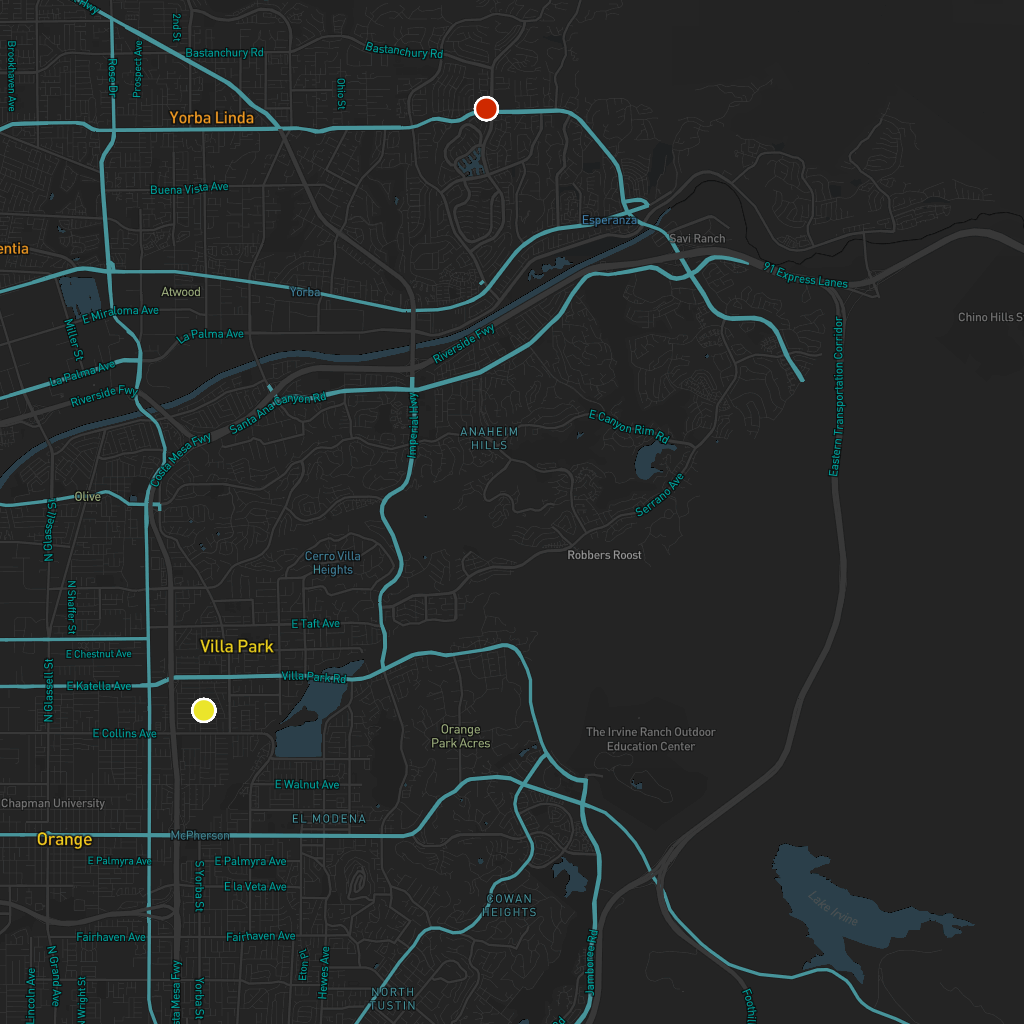 Hwy
2nd St
Bastanchury Rd
Bastanchury Rd
Brookhaven Ave
Rose Dr
Prospect Ave
Ohio St
Yorba Linda
Buena Vista Ave
Esperanza
Savi Ranch
entia
91 Express Lanes
Atwood
Yorba
E Miraloma Ave
Miller St
La Palma Ave
Riverside Fwy
Chino Hills S
La Palma Ave
Riverside Fwy
Santa Ana Canyon Rd
Imperial Hwy
Eastern Transportation Corridor
E Canyon Rim Rd
ANAHEIM
HILLS
Costa Mesa Fwy
Serrano Ave
Olive
N Glassell St
Cerro Villa
Heights
Robbers Roost
N Shaffer St
E Taft Ave
Villa Park
E Chestnut Ave
N Glassell St
E Katella Ave
Villa Park Rd
E Collins Ave
Orange
Park Acres
The Irvine Ranch Outdoor
Education Center
E Walnut Ave
Chapman University
EL MODENA
Orange
McPherson
E Palmyra Ave
E Palmyra Ave
S Yorba St
E la Veta Ave
COWAN
HEIGHTS
Lake Irvine
Fairhaven Ave
Fairhaven Ave
N Grand Ave
Lincoln Ave
N Wright St
sta Mesa Fwy
Yorba St
Eton Pl
Hewes Ave
Jamboree Rd
NORTH
TUSTIN
Rd
Foothil